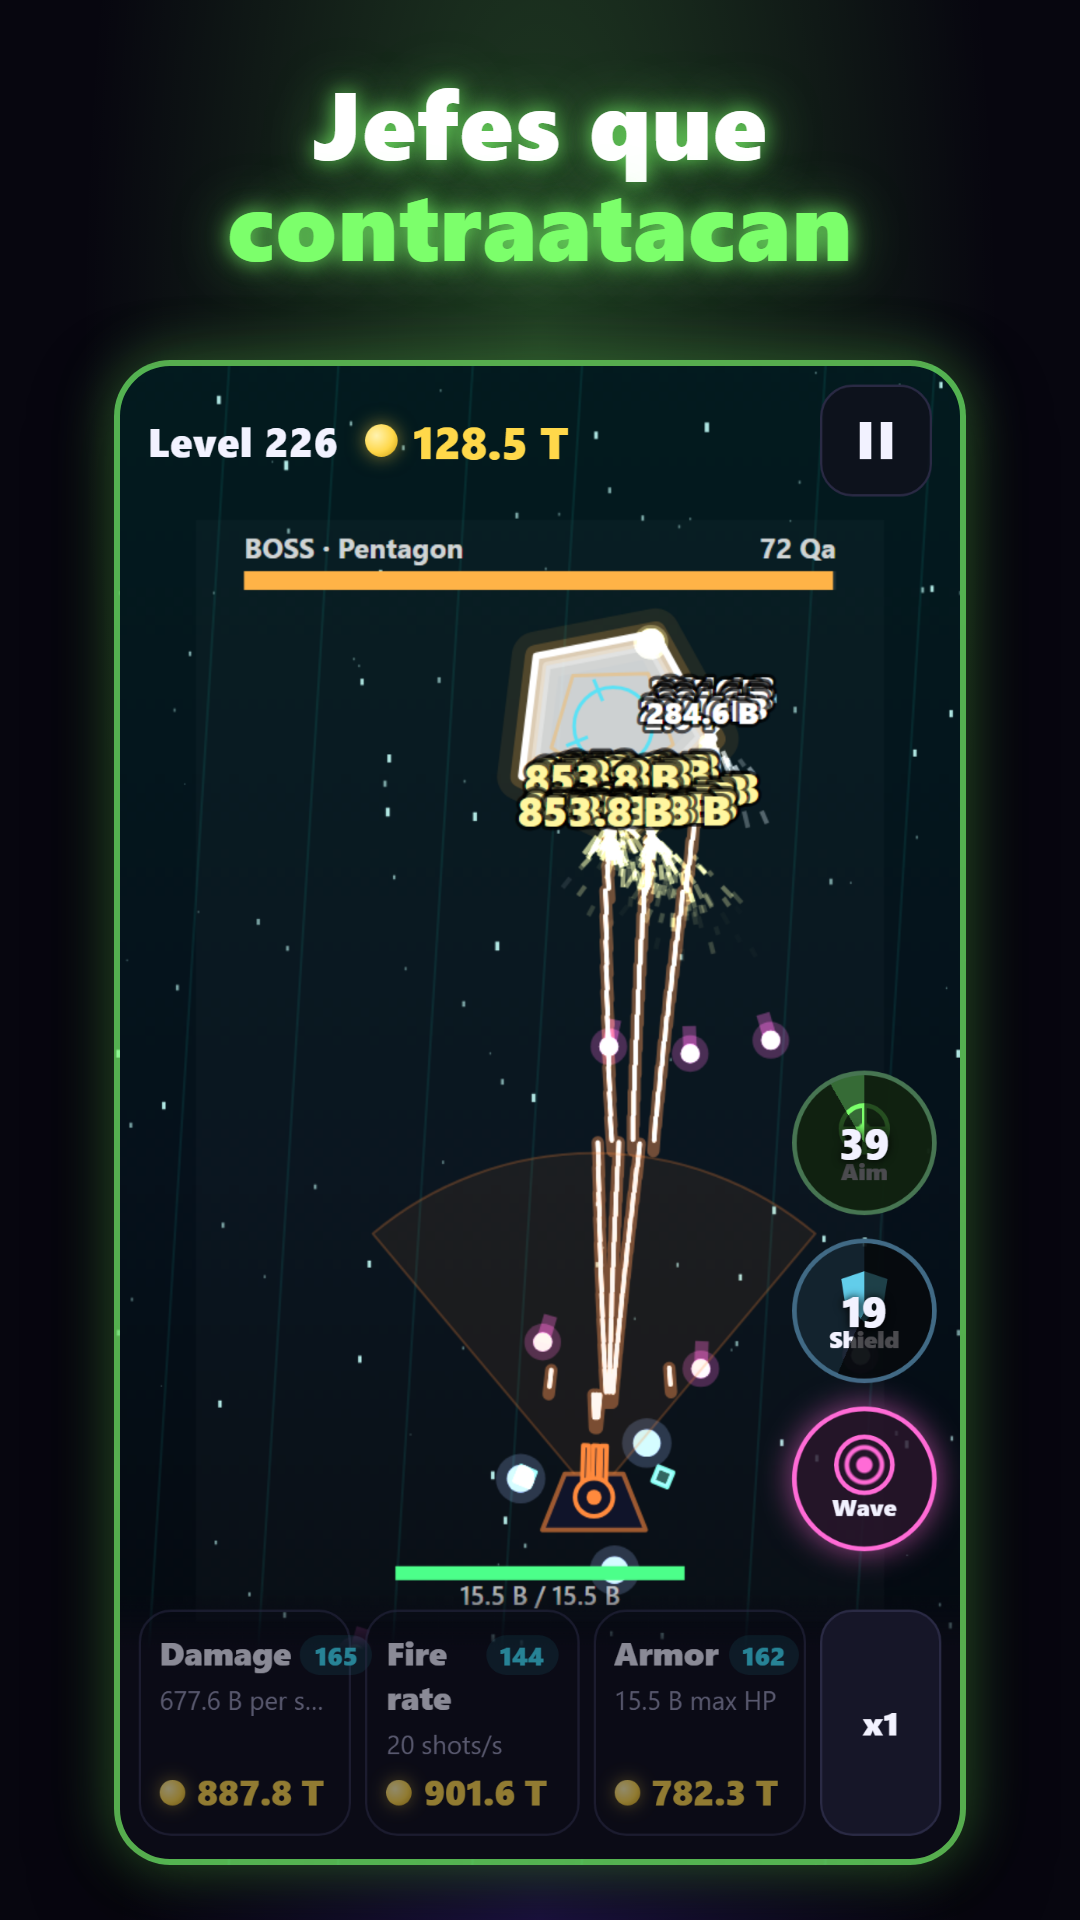 Jefes que
contraatacan
Level 226 128.5 T
BOSS · Pentagon 72 Qa
284.6 B
853.8 B
853.8 B
39
Aim
19
Shield
Wave
15.5 B / 15.5 B
Damage 165
677.6 B per s...
887.8 T
Fire rate 144
20 shots/s
901.6 T
Armor 162
15.5 B max HP
782.3 T
x1